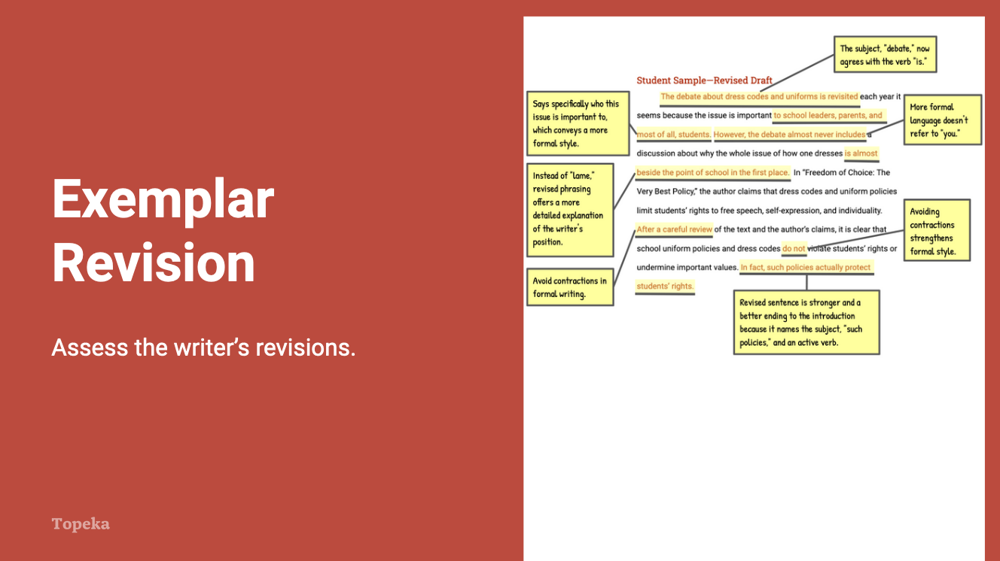 Exemplar
Revision
Assess the writer's revisions.
Topeka
The subject, "debate," now
agrees with the verb "is."
Student Sample—Revised Draft
Says specifically who this
issue is important to,
which conveys a more
formal style.
The debate about dress codes and uniforms is revisited each year it
seems because the issue is important to school leaders, parents, and
most of all, students. However, the debate almost never includes a
discussion about why the whole issue of how one dresses is almost
beside the point of school in the first place. In "Freedom of Choice: The
Very Best Policy," the author claims that dress codes and uniform policies
limit students' rights to free speech, self-expression, and individuality.
After a careful review of the text and the author's claims, it is clear that
school uniform policies and dress codes do not violate students' rights or
undermine important values. In fact, such policies actually protect
students' rights.
More formal
language doesn't
refer to "you."
Instead of "lame,"
revised phrasing
offers a more
detailed explanation
of the writer's
position.
Avoiding
contractions
strengthens
formal style.
Avoid contractions in
formal writing.
Revised sentence is stronger and a
better ending to the introduction
because it names the subject, "such
policies," and an active verb.